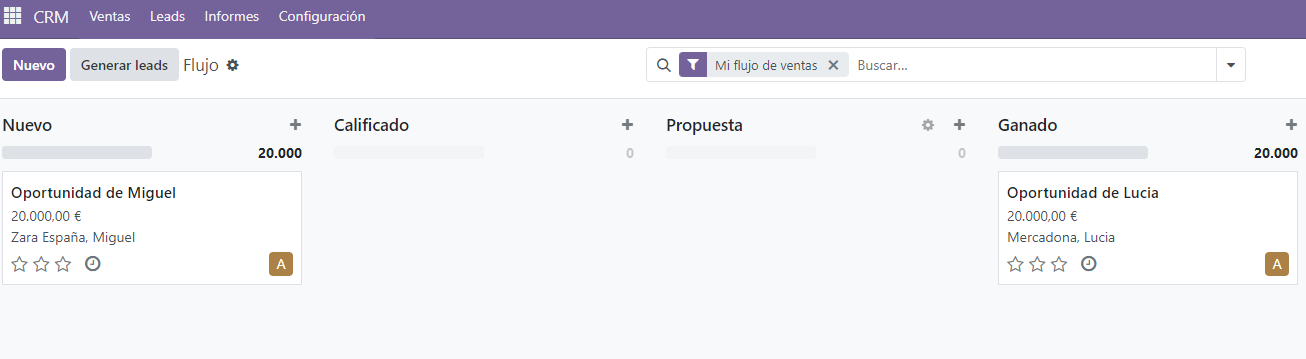 CRM Ventas Leads Informes Configuración
Nuevo Generar leads Flujo Mi flujo de ventas Buscar...
Nuevo
20.000
Oportunidad de Miguel
20.000,00 €
Zara España, Miguel
A
Calificado
0
Propuesta
0
Ganado
20.000
Oportunidad de Lucia
20.000,00 €
Mercadona, Lucia
A